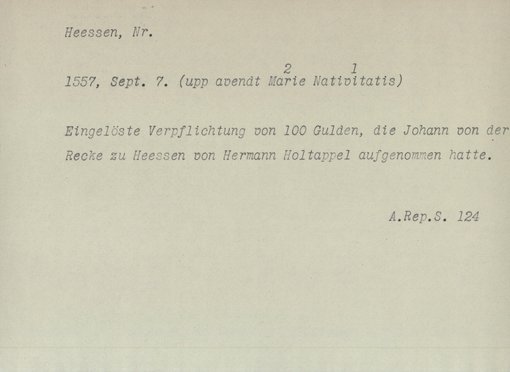 Heessen, Nr.
2 1
1557, Sept. 7. (upp avendt Marie Nativitatis)
Eingelöste Verpflichtung von 100 Gulden, die Johann von der
Recke zu Heessen von Hermann Holtappel aufgenommen hatte.
A.Rep.S. 124